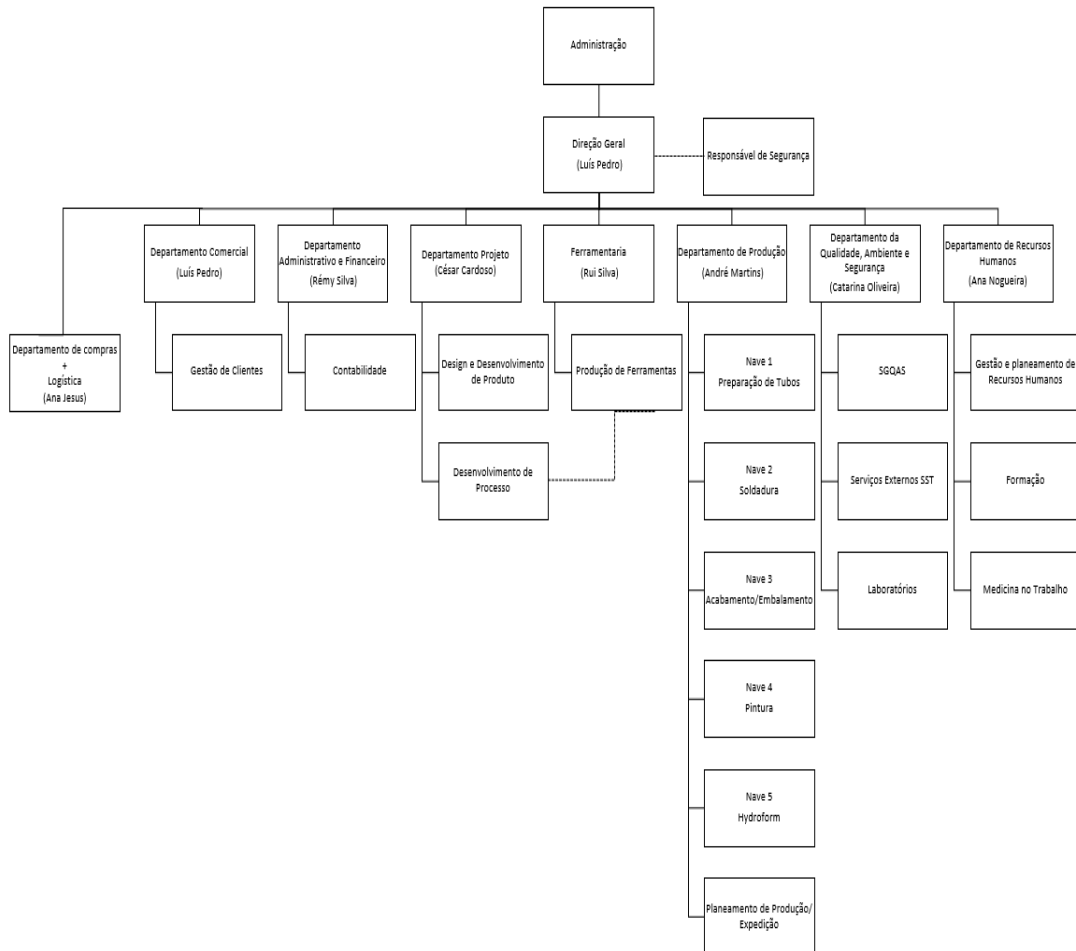 Administração
Direção Geral
(Luís Pedro)
Responsável de Segurança
Departamento Comercial
(Luís Pedro)
Departamento
Administrativo e Financeiro
(Rémy Silva)
Departamento Projeto
(César Cardoso)
Ferramentaria
(Rui Silva)
Departamento de Produção
(André Martins)
Departamento da
Qualidade, Ambiente e
Segurança
(Catarina Oliveira)
Departamento de Recursos
Humanos
(Ana Nogueira)
Departamento de compras
+
Logística
(Ana Jesus)
Gestão de Clientes
Contabilidade
Design e Desenvolvimento
de Produto
Produção de Ferramentas
Nave 1
Preparação de Tubos
SGQAS
Gestão e planeamento de
Recursos Humanos
Desenvolvimento de
Processo
Nave 2
Soldadura
Serviços Externos SST
Formação
Nave 3
Acabamento/Embalamento
Laboratórios
Medicina no Trabalho
Nave 4
Pintura
Nave 5
Hydroform
Planeamento de Produção/
Expedição